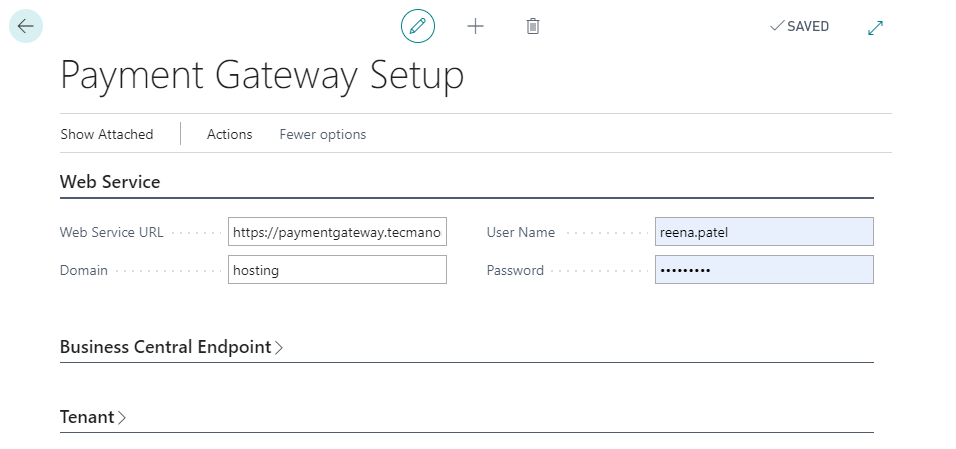 SAVED
Payment Gateway Setup
Show Attached Actions Fewer options
Web Service
Web Service URL https://paymentgateway.tecmano User Name reena.patel
Domain hosting Password •••••••••
Business Central Endpoint
Tenant